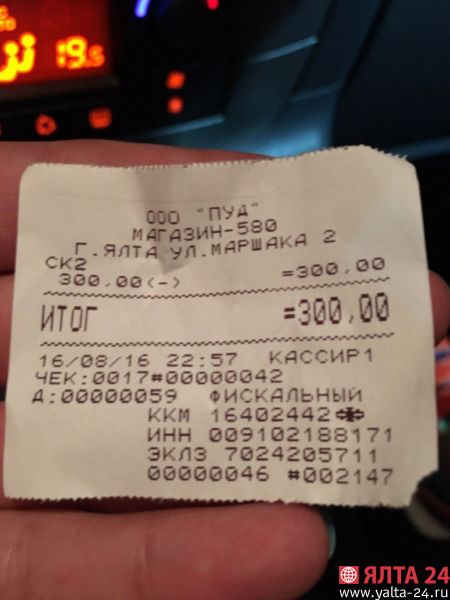 19.5
ООО "ПУД"
МАГАЗИН-580
Г.ЯЛТА УЛ.МАРШАКА 2
СК2
300,00(-) =300,00
ИТОГ =300,00
16/08/16 22:57 КАССИР1
ЧЕК:0017#00000042
Д:00000059 ФИСКАЛЬНЫЙ
ККМ 16402442
ИНН 009102188171
ЭКЛЗ 7024205711
00000046 #002147
ЯЛТА 24
www.yalta-24.ru